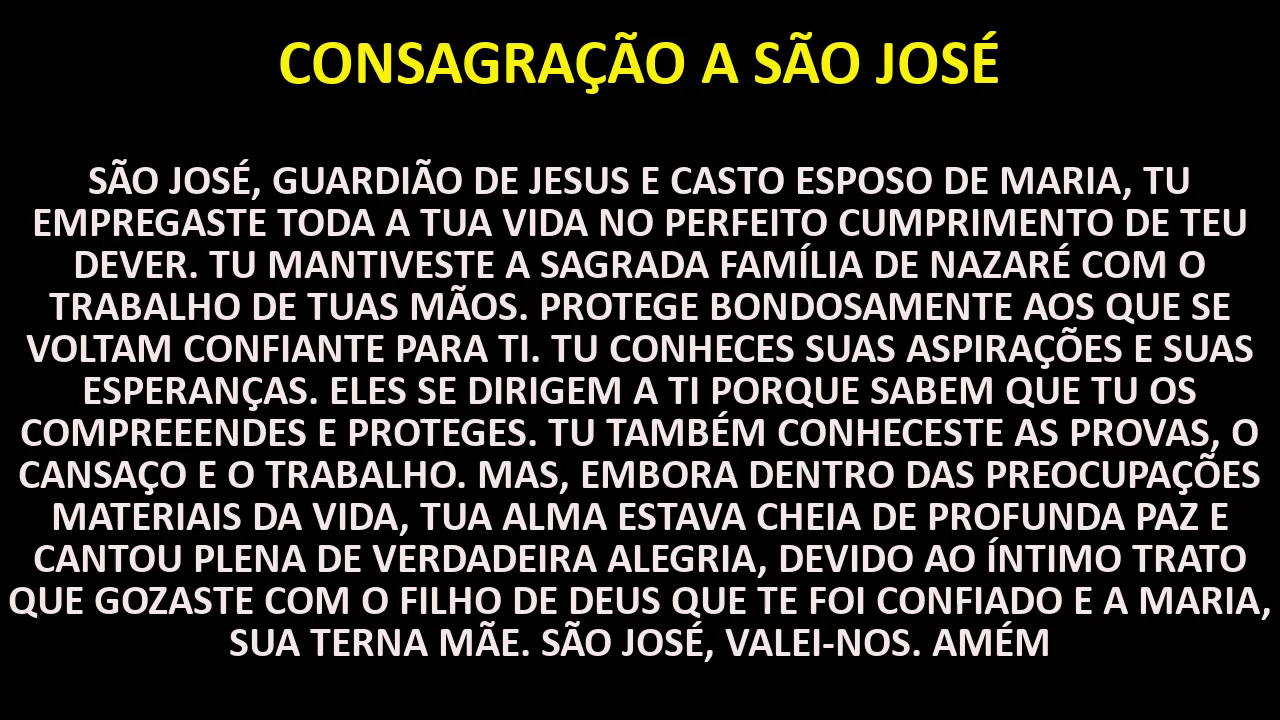 CONSAGRAÇÃO A SÃO JOSÉ
SÃO JOSÉ, GUARDIÃO DE JESUS E CASTO ESPOSO DE MARIA, TU
EMPREGASTE TODA A TUA VIDA NO PERFEITO CUMPRIMENTO DE TEU
DEVER. TU MANTIVESTE A SAGRADA FAMÍLIA DE NAZARÉ COM O
TRABALHO DE TUAS MÃOS. PROTEGE BONDOSAMENTE AOS QUE SE
VOLTAM CONFIANTE PARA TI. TU CONHECES SUAS ASPIRAÇÕES E SUAS
ESPERANÇAS. ELES SE DIRIGEM A TI PORQUE SABEM QUE TU OS
COMPREEENDES E PROTEGES. TU TAMBÉM CONHECESTE AS PROVAS, O
CANSAÇO E O TRABALHO. MAS, EMBORA DENTRO DAS PREOCUPAÇÕES
MATERIAIS DA VIDA, TUA ALMA ESTAVA CHEIA DE PROFUNDA PAZ E
CANTOU PLENA DE VERDADEIRA ALEGRIA, DEVIDO AO ÍNTIMO TRATO
QUE GOZASTE COM O FILHO DE DEUS QUE TE FOI CONFIADO E A MARIA,
SUA TERNA MÃE. SÃO JOSÉ, VALEI-NOS. AMÉM